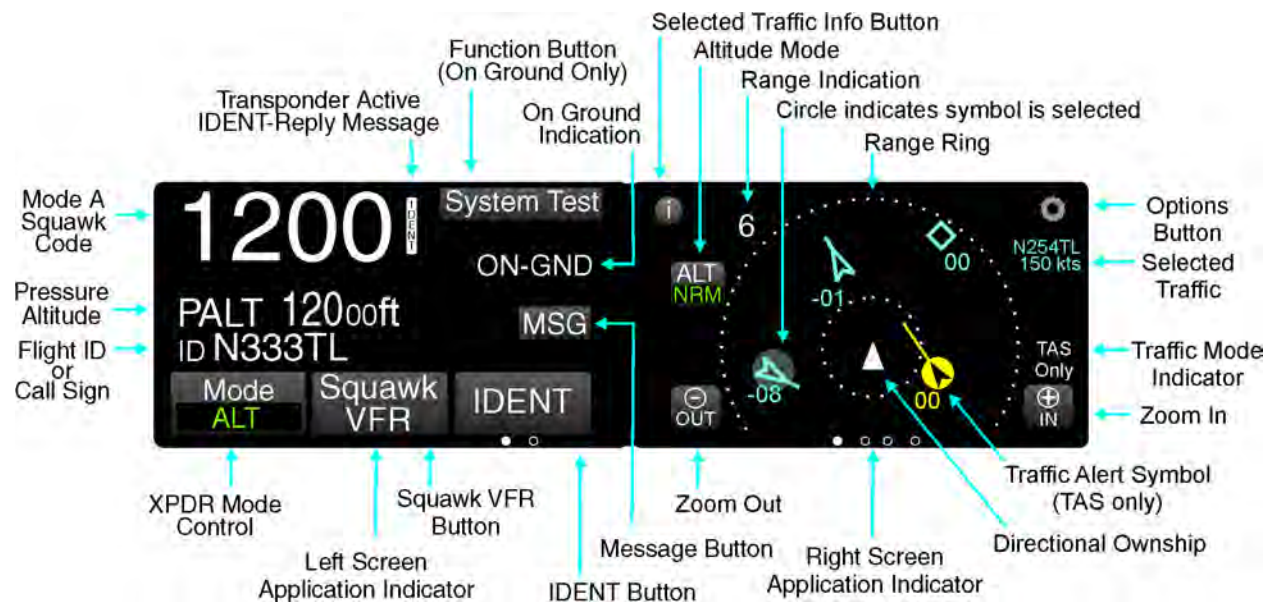 Selected Traffic Info Button
Function Button
(On Ground Only)
Altitude Mode
Range Indication
Transponder Active
IDENT-Reply Message
On Ground
Indication
Circle indicates symbol is selected
Range Ring
Mode A
Squawk
Code
1200
IDENT
System Test
ON-GND
PALT 12000ft
ID N333TL
MSG
Mode
ALT
Squawk
VFR
IDENT
i
6
ALT
NRM
-01
00
-08
00
OUT
N254TL
150 kts
TAS
Only
IN
Options
Button
Selected
Traffic
Pressure
Altitude
Flight ID
or
Call Sign
Traffic Mode
Indicator
Zoom In
XPDR Mode
Control
Left Screen
Application Indicator
Squawk VFR
Button
IDENT Button
Message Button
Zoom Out
Right Screen
Application Indicator
Traffic Alert Symbol
(TAS only)
Directional Ownship